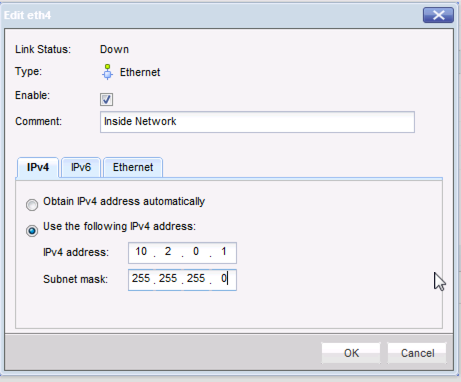 Edit eth4
Link Status: Down
Type: Ethernet
Enable:
Comment: Inside Network
IPv4 IPv6 Ethernet
Obtain IPv4 address automatically
Use the following IPv4 address:
IPv4 address: 10 . 2 . 0 . 1
Subnet mask: 255 . 255 . 255 . 0
OK Cancel